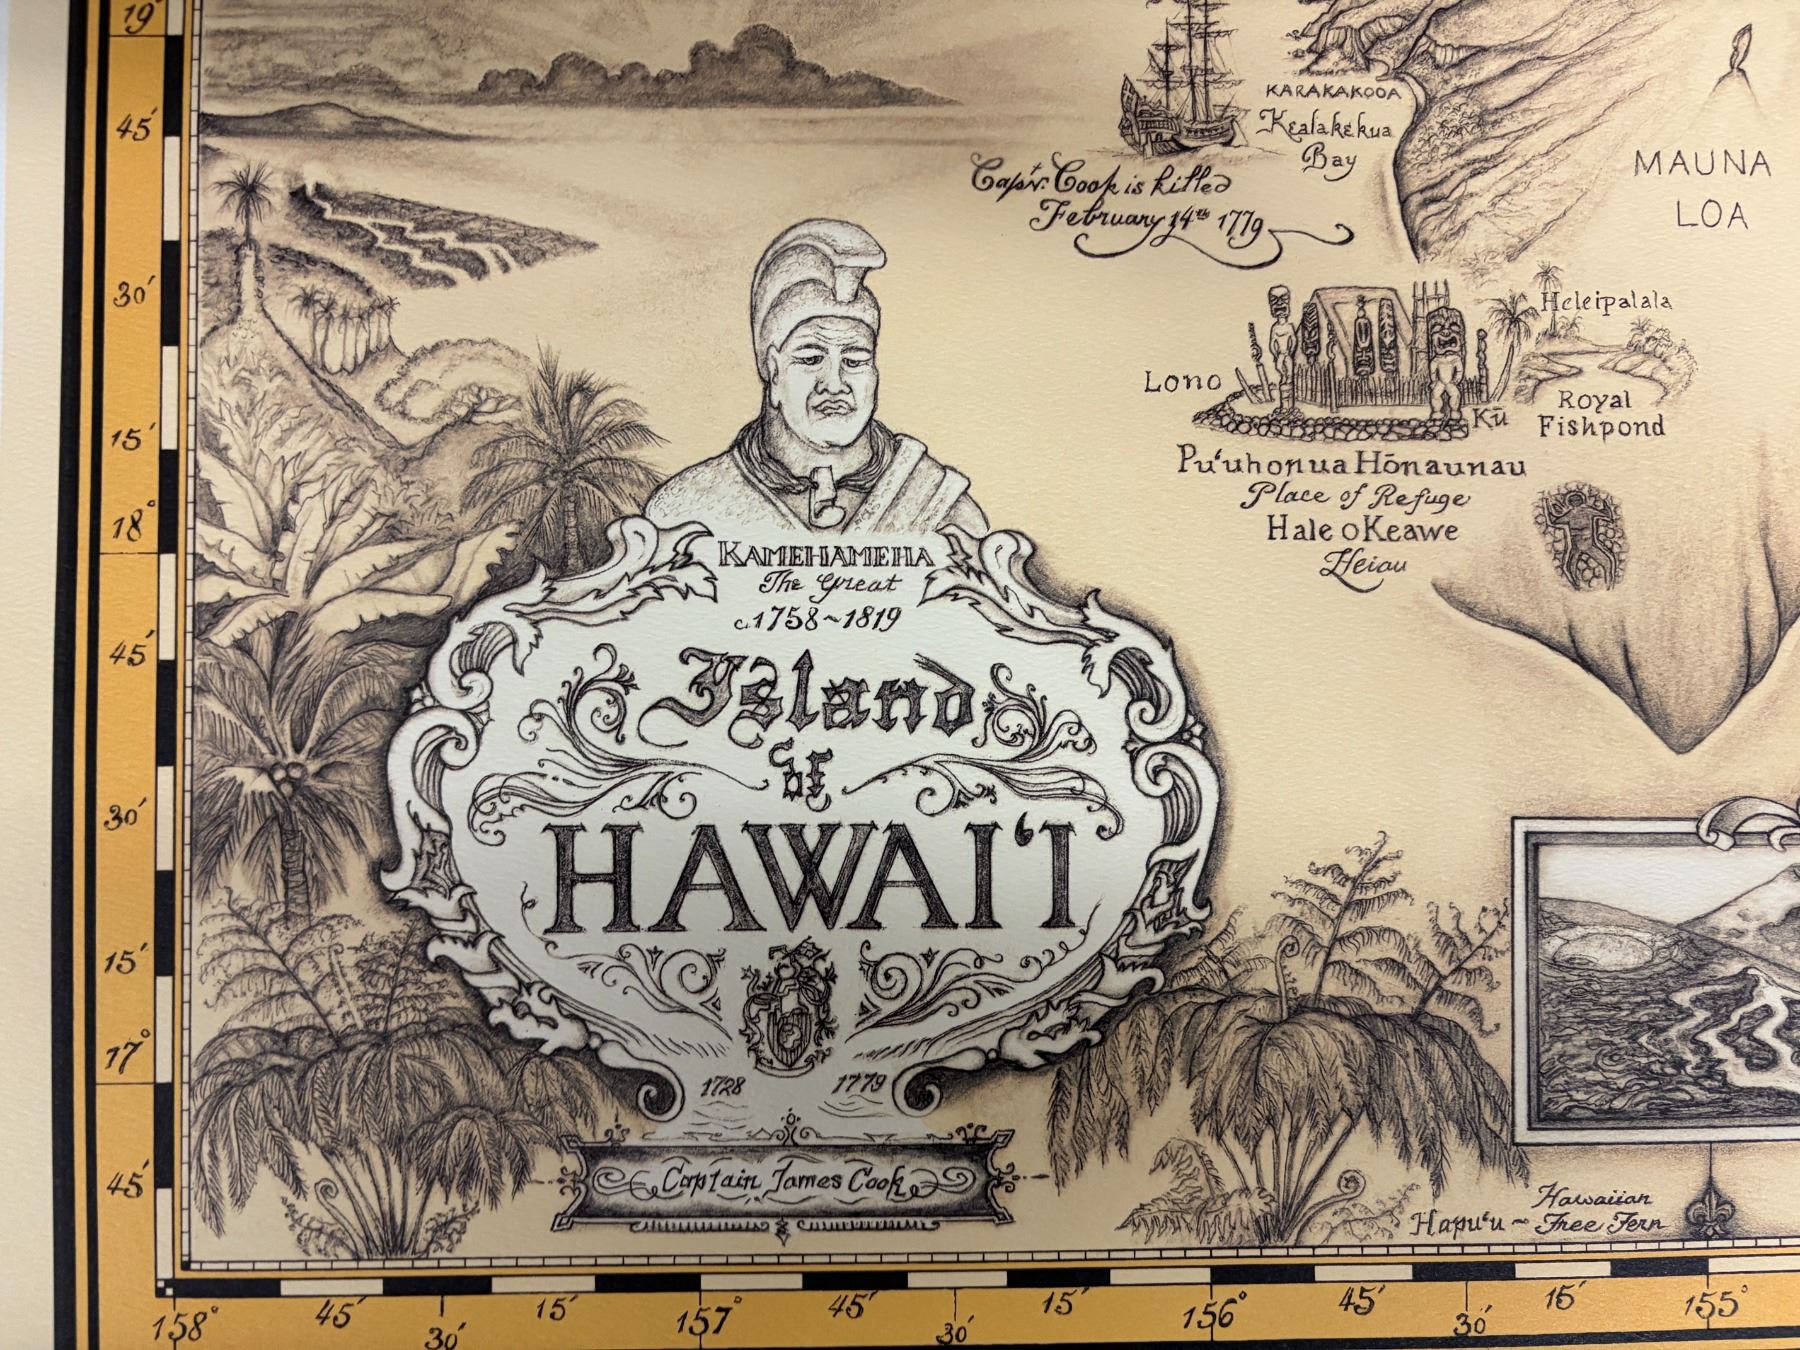 19°
45′
30′
15′
18°
45′
30′
15′
17°
45′
KARAKAKOOA
Kealakekua
Bay
Captn: Cook is killed
February 14th 1779
MAUNA
LOA
Heleipalala
Lono
Kū
Royal
Fishpond
Pu‘uhonua Hōnaunau
Place of Refuge
Hale o Keawe
Heiau
KAMEHAMEHA
The Great
c.1758~1819
Island
of
HAWAI‘I
1728 1779
Captain James Cook
Hawaiian
Hapu‘u ~ Tree Fern
158° 45′ 30′ 15′ 157° 45′ 30′ 15′ 156° 45′ 30′ 15′ 155°